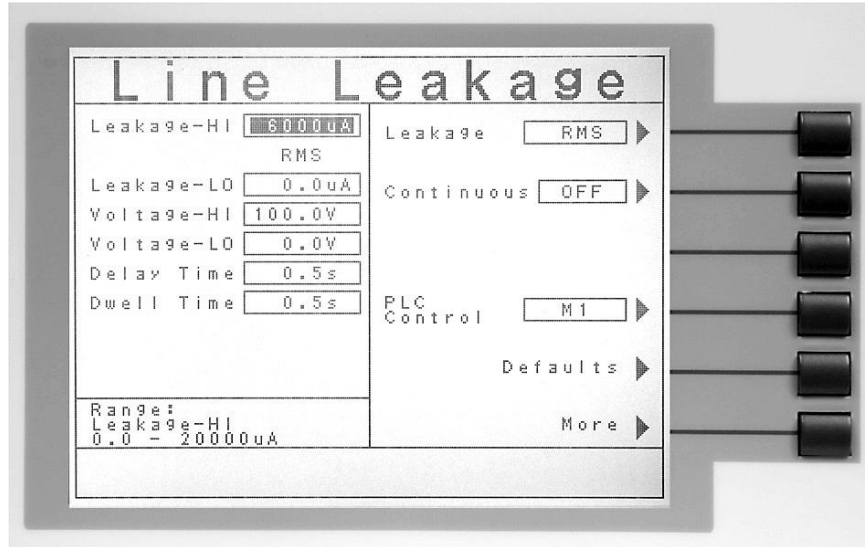 Line Leakage
Leakage-HI 6000uA
RMS
Leakage-LO 0.0uA
Voltage-HI 100.0V
Voltage-LO 0.0V
Delay Time 0.5s
Dwell Time 0.5s
Range:
Leakage-HI
0.0 - 20000uA
Leakage RMS
Continuous OFF
PLC
Control M1
Defaults
More